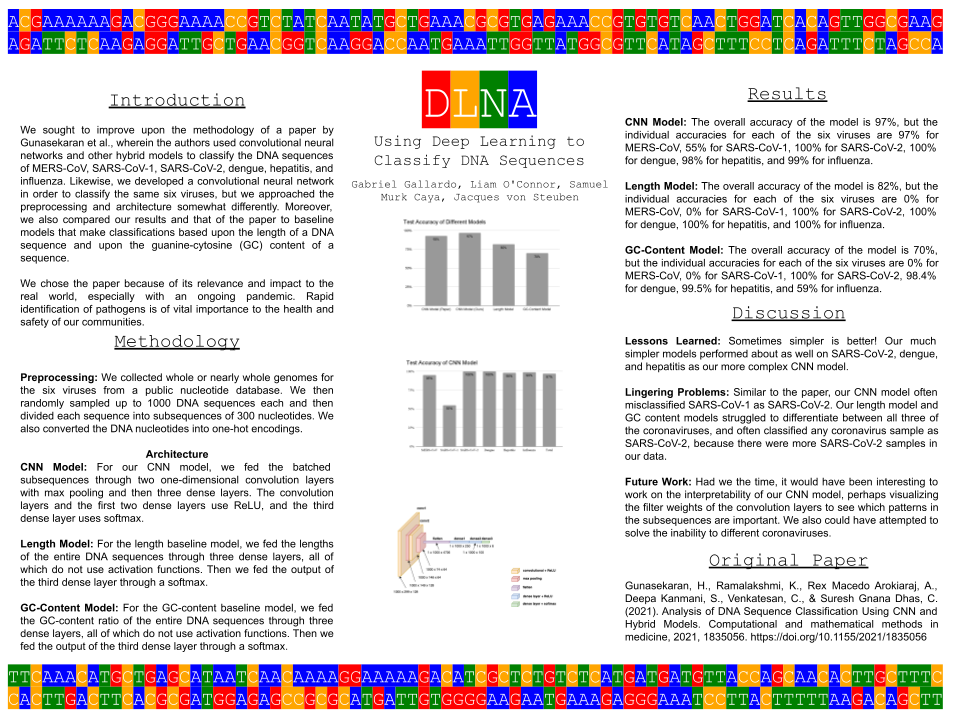 ACGAAAAAAGACGGGAAAACCGTCTATCAATATGCTGAAACGCGTGAGAAACCGTGTGTCAACTGGATCACAGTTGGCGAAG
AGATTCTCAAGAGGATTGCTGAACGGTCAAGGACCAATGAAATTGGTTATGGCGTTCATAGCTTTCCTCAGATTTCTAGCCA
Introduction
We sought to improve upon the methodology of a paper by
Gunasekaran et al., wherein the authors used convolutional neural
networks and other hybrid models to classify the DNA sequences
of MERS-CoV, SARS-CoV-1, SARS-CoV-2, dengue, hepatitis, and
influenza. Likewise, we developed a convolutional neural network
in order to classify the same six viruses, but we approached the
preprocessing and architecture somewhat differently. Moreover,
we also compared our results and that of the paper to baseline
models that make classifications based upon the length of a DNA
sequence and upon the guanine-cytosine (GC) content of a
sequence.
We chose the paper because of its relevance and impact to the
real world, especially with an ongoing pandemic. Rapid
identification of pathogens is of vital importance to the health and
safety of our communities.
Methodology
Preprocessing: We collected whole or nearly whole genomes for
the six viruses from a public nucleotide database. We then
randomly sampled up to 1000 DNA sequences each and then
divided each sequence into subsequences of 300 nucleotides. We
also converted the DNA nucleotides into one-hot encodings.
Architecture
CNN Model: For our CNN model, we fed the batched
subsequences through two one-dimensional convolution layers
with max pooling and then three dense layers. The convolution
layers and the first two dense layers use ReLU, and the third
dense layer uses softmax.
Length Model: For the length baseline model, we fed the lengths
of the entire DNA sequences through three dense layers, all of
which do not use activation functions. Then we fed the output of
the third dense layer through a softmax.
GC-Content Model: For the GC-content baseline model, we fed
the GC-content ratio of the entire DNA sequences through three
dense layers, all of which do not use activation functions. Then we
fed the output of the third dense layer through a softmax.
DLNA
Using Deep Learning to
Classify DNA Sequences
Gabriel Gallardo, Liam O'Connor, Samuel
Murk Caya, Jacques von Steuben
Test Accuracy of Different Models
CNN Model (Paper) CNN Model (Ours) Length Model GC-content Model
Test Accuracy of CNN Model
convolutional + ReLU
max pooling
flatten
dense layer + ReLU
dense layer + softmax
Results
CNN Model: The overall accuracy of the model is 97%, but the
individual accuracies for each of the six viruses are 97% for
MERS-CoV, 55% for SARS-CoV-1, 100% for SARS-CoV-2, 100%
for dengue, 98% for hepatitis, and 99% for influenza.
Length Model: The overall accuracy of the model is 82%, but the
individual accuracies for each of the six viruses are 0% for
MERS-CoV, 0% for SARS-CoV-1, 100% for SARS-CoV-2, 100%
for dengue, 100% for hepatitis, and 100% for influenza.
GC-Content Model: The overall accuracy of the model is 70%,
but the individual accuracies for each of the six viruses are 0% for
MERS-CoV, 0% for SARS-CoV-1, 100% for SARS-CoV-2, 98.4%
for dengue, 99.5% for hepatitis, and 59% for influenza.
Discussion
Lessons Learned: Sometimes simpler is better! Our much
simpler models performed about as well on SARS-CoV-2, dengue,
and hepatitis as our more complex CNN model.
Lingering Problems: Similar to the paper, our CNN model often
misclassified SARS-CoV-1 as SARS-CoV-2. Our length model and
GC content models struggled to differentiate between all three of
the coronaviruses, and often classified any coronavirus sample as
SARS-CoV-2, because there were more SARS-CoV-2 samples in
our data.
Future Work: Had we the time, it would have been interesting to
work on the interpretability of our CNN model, perhaps visualizing
the filter weights of the convolution layers to see which patterns in
the subsequences are important. We also could have attempted to
solve the inability to different coronaviruses.
Original Paper
Gunasekaran, H., Ramalakshmi, K., Rex Macedo Arokiaraj, A.,
Deepa Kanmani, S., Venkatesan, C., & Suresh Gnana Dhas, C.
(2021). Analysis of DNA Sequence Classification Using CNN and
Hybrid Models. Computational and mathematical methods in
medicine, 2021, 1835056. https://doi.org/10.1155/2021/1835056
TTCAAACATGCTGAGCATAATCAACAAAAGGAAAAAGACATCGCTCTGTCTCATGATGATGTTACCAGCAACACTTGCTTTC
CACTTGACTTCACGCGATGGAGAGCCGCGCATGATTGTGGGGAAGAATGAAAGAGGGAAATCCTTACTTTTTAAGACAGCTT